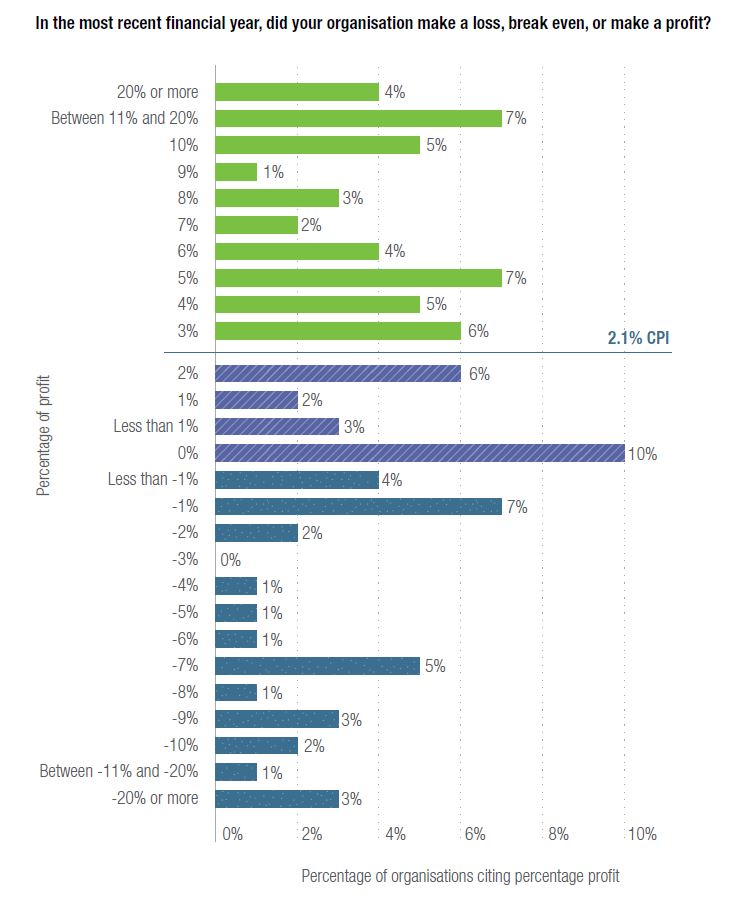 In the most recent financial year, did your organisation make a loss, break even, or make a profit?
20% or more 4%
Between 11% and 20% 7%
10% 5%
9% 1%
8% 3%
7% 2%
6% 4%
5% 7%
4% 5%
3% 6%
2.1% CPI
2% 6%
1% 2%
Less than 1% 3%
0% 10%
Less than -1% 4%
-1% 7%
-2% 2%
-3% 0%
-4% 1%
-5% 1%
-6% 1%
-7% 5%
-8% 1%
-9% 3%
-10% 2%
Between -11% and -20% 1%
-20% or more 3%
Percentage of profit
0% 2% 4% 6% 8% 10%
Percentage of organisations citing percentage profit